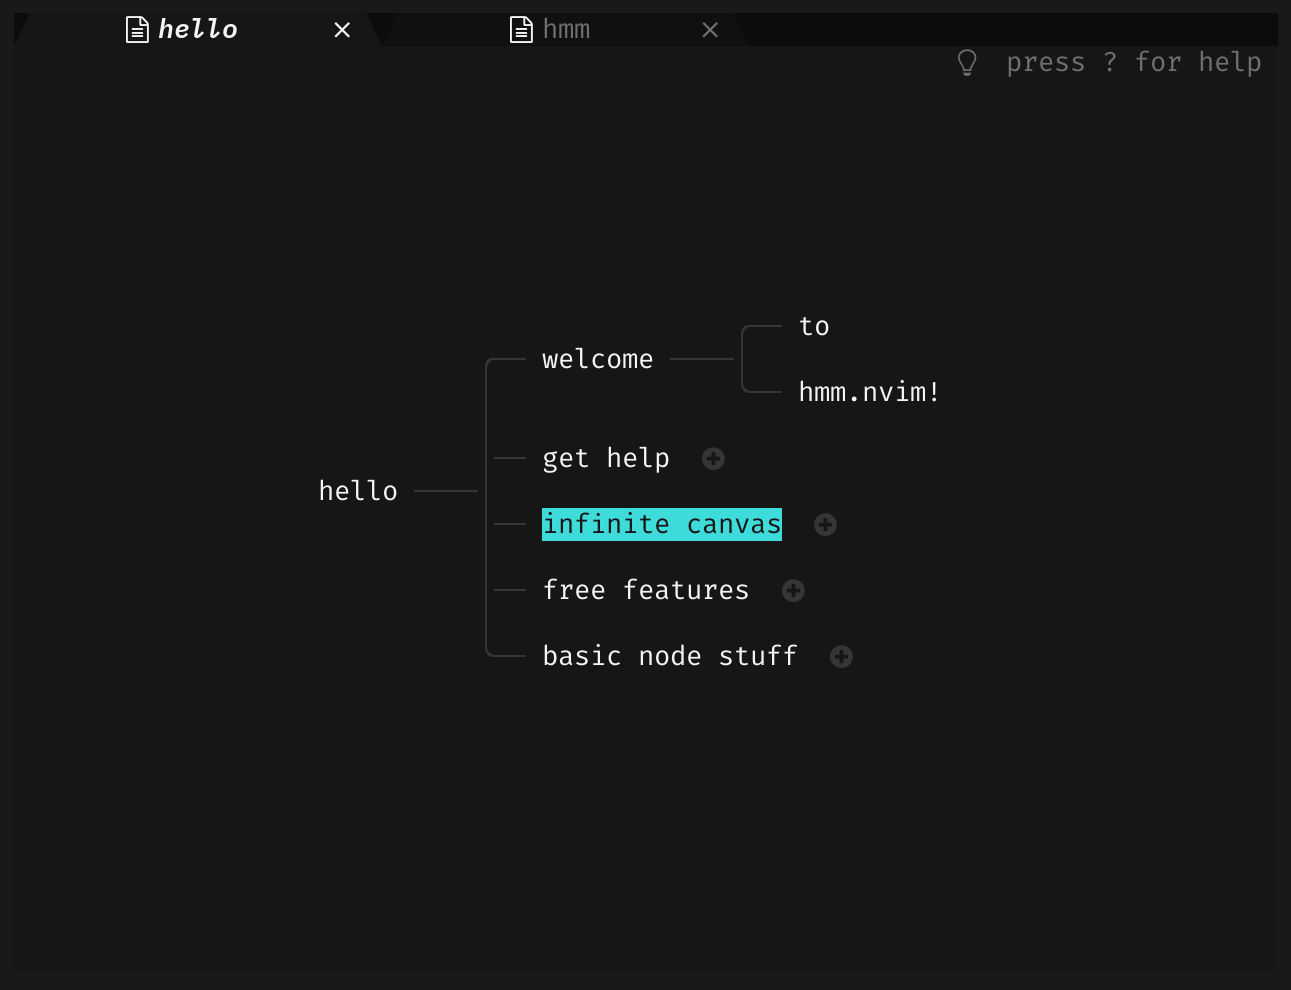 hello
hmm
press ? for help
to
welcome
hmm.nvim!
get help
hello
infinite canvas
free features
basic node stuff